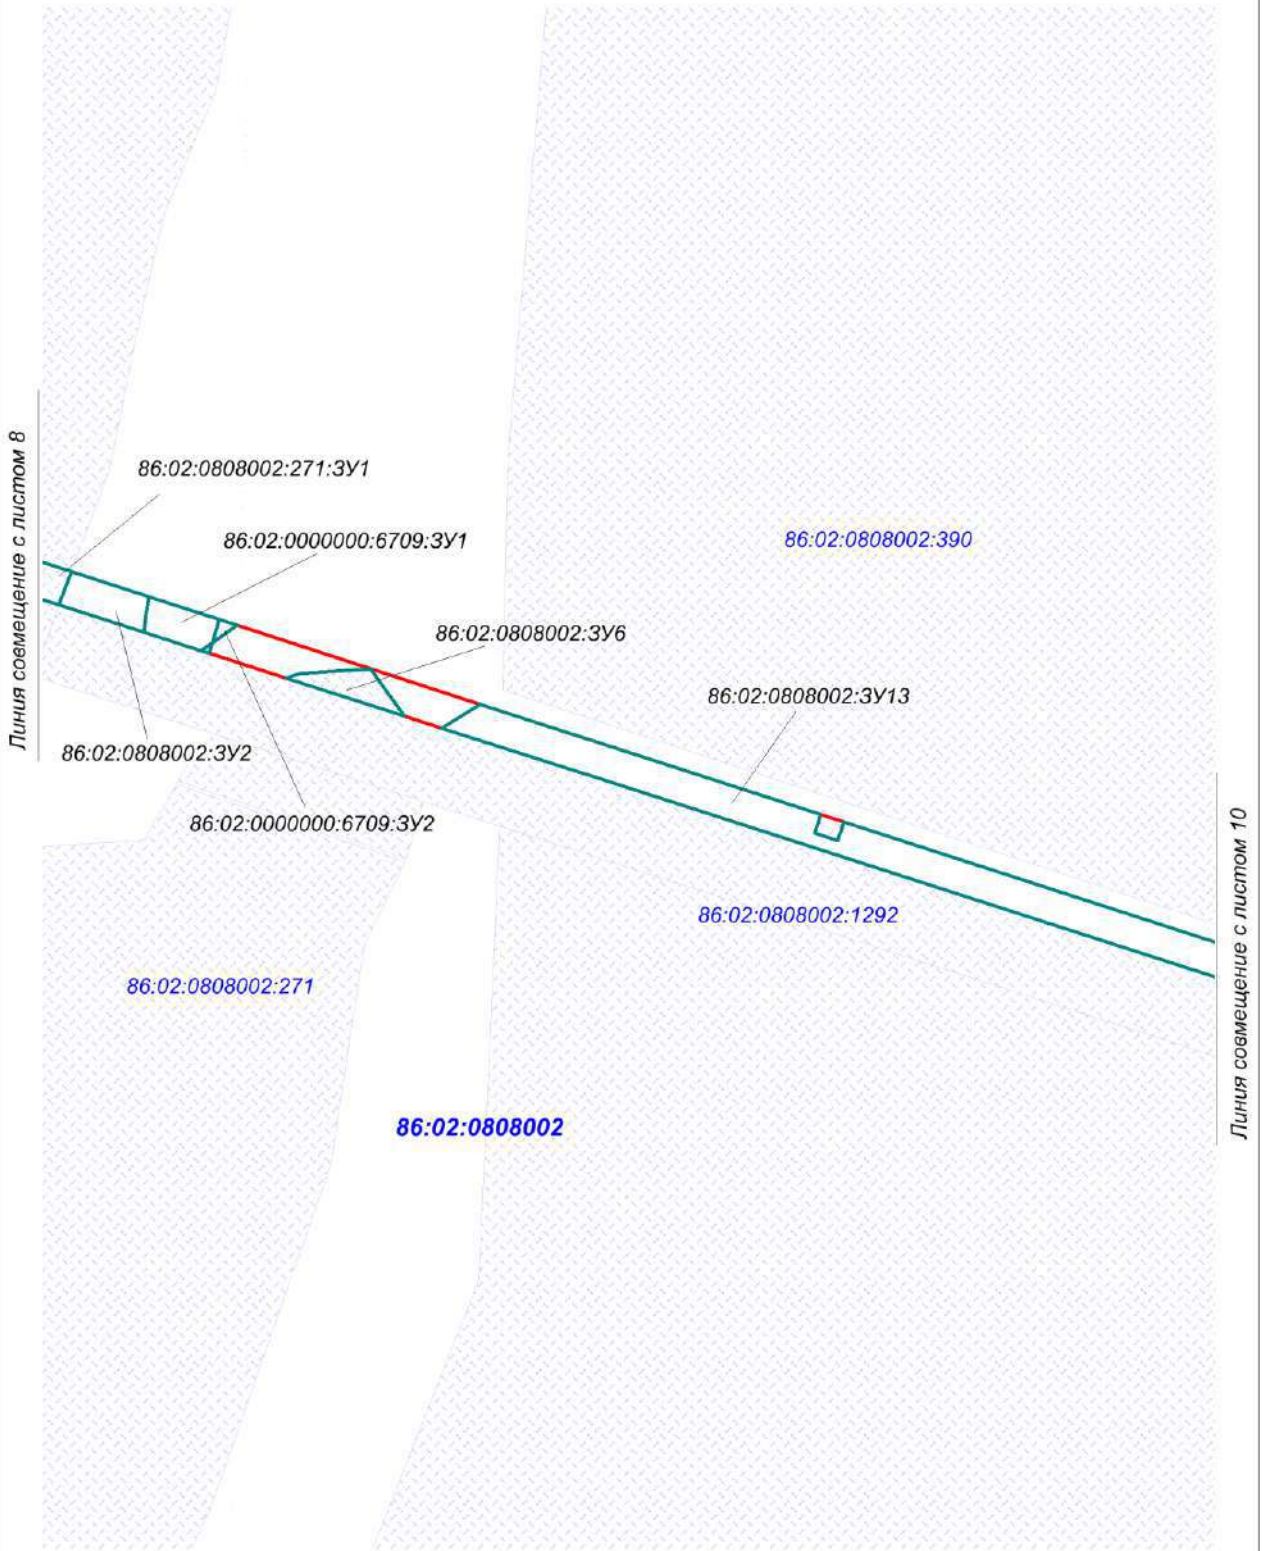 Линия совмещение с листом 8
86:02:0808002:271:ЗУ1
86:02:0000000:6709:ЗУ1
86:02:0808002:390
86:02:0808002:ЗУ6
86:02:0808002:ЗУ13
86:02:0808002:ЗУ2
86:02:0000000:6709:ЗУ2
86:02:0808002:1292
86:02:0808002:271
86:02:0808002
Линия совмещение с листом 10